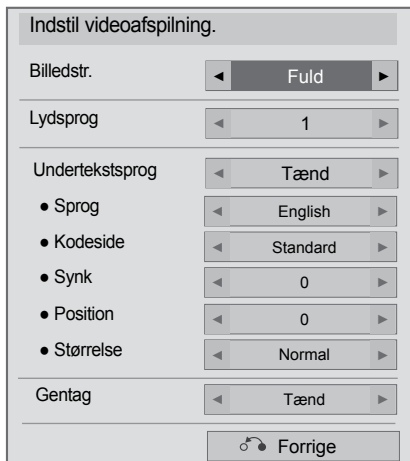 Indstil videoafspilning.
Billedstr. ◄ Fuld ►
Lydsprog ◄ 1 ►
Undertekstsprog ◄ Tænd ►
● Sprog ◄ English ►
● Kodeside ◄ Standard ►
● Synk ◄ 0 ►
● Position ◄ 0 ►
● Størrelse ◄ Normal ►
Gentag ◄ Tænd ►
Forrige